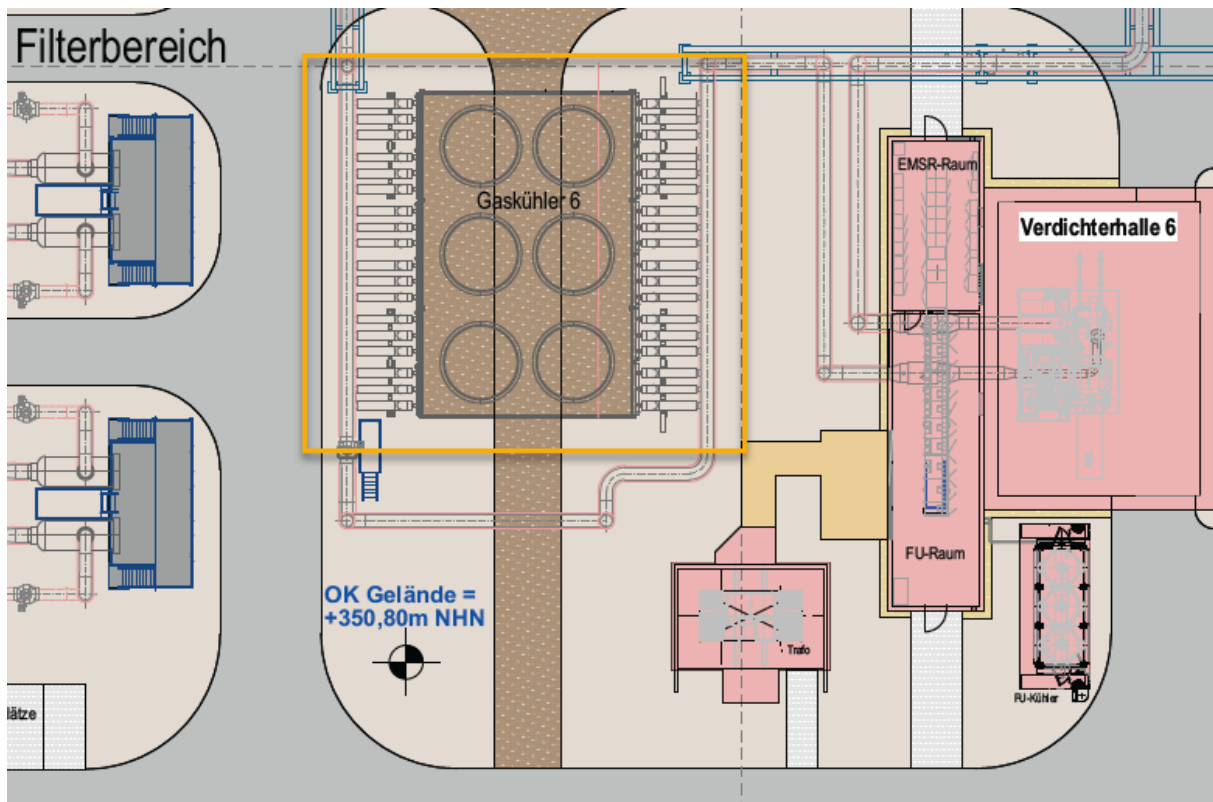 Filterbereich
EMSR-Raum
Gaskühler 6
Verdichterhalle 6
FU-Raum
OK Gelände =
+350,80m NHN
Trafo
FU-Kühler
lätze